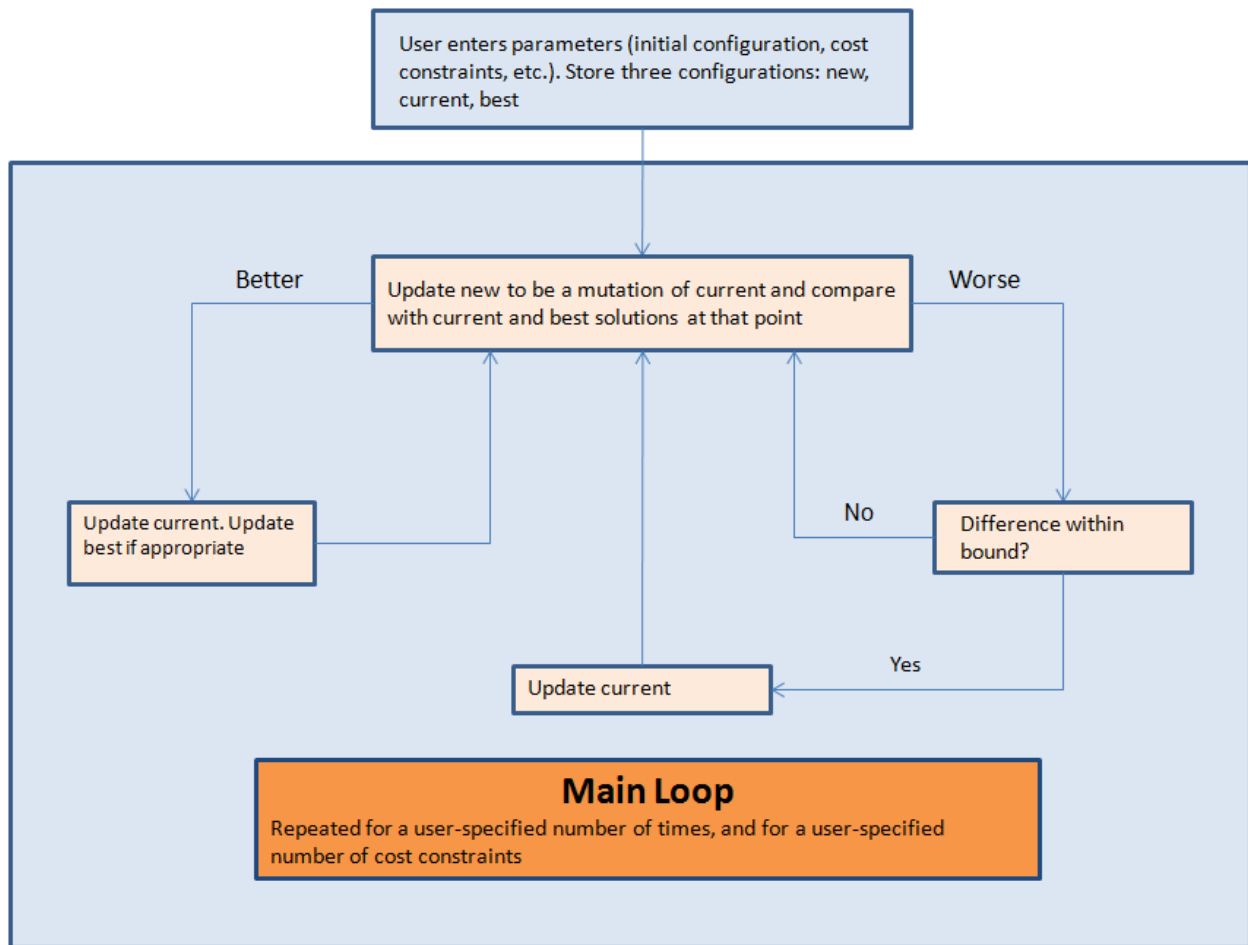 User enters parameters (initial configuration, cost
constraints, etc.). Store three configurations: new,
current, best
Better
Update new to be a mutation of current and compare
with current and best solutions at that point
Worse
Update current. Update
best if appropriate
No
Difference within
bound?
Yes
Update current
Main Loop
Repeated for a user-specified number of times, and for a user-specified
number of cost constraints